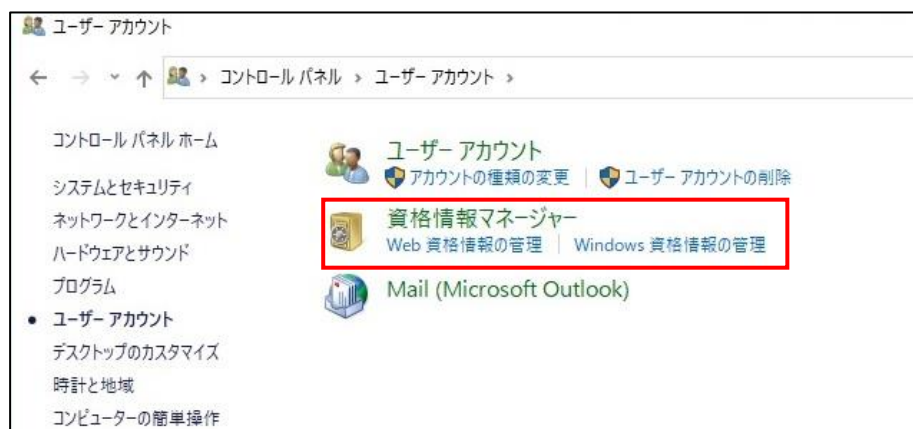 ユーザー アカウント
コントロール パネル › ユーザー アカウント ›
コントロール パネル ホーム
システムとセキュリティ
ネットワークとインターネット
ハードウェアとサウンド
プログラム
ユーザー アカウント
デスクトップのカスタマイズ
時計と地域
コンピューターの簡単操作
ユーザー アカウント
アカウントの種類の変更 | ユーザー アカウントの削除
資格情報マネージャー
Web 資格情報の管理 | Windows 資格情報の管理
Mail (Microsoft Outlook)